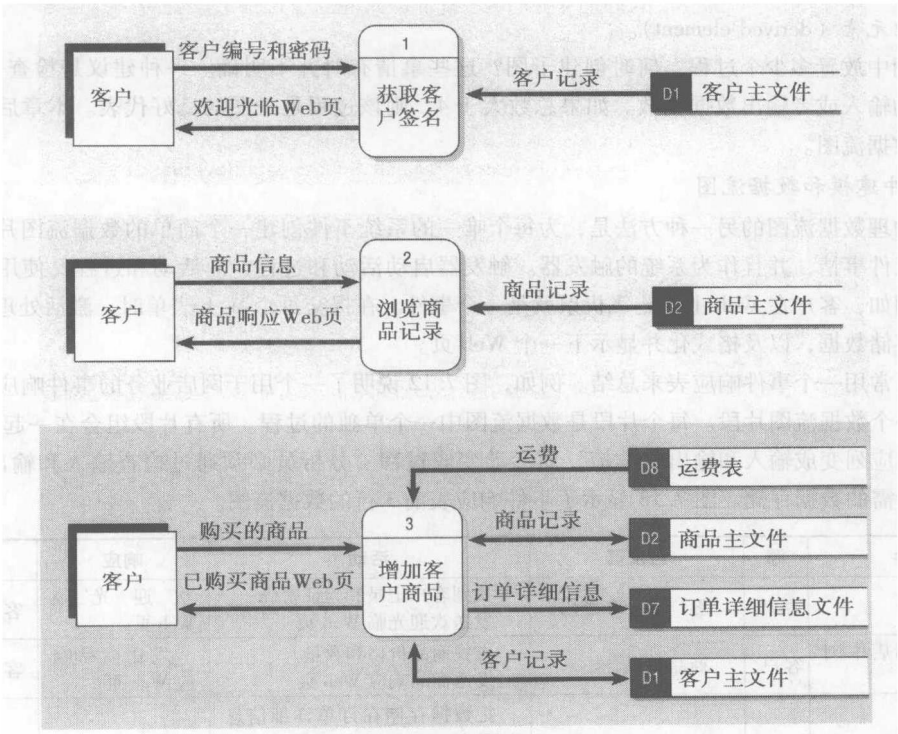 客户编号和密码
1
客户记录
客户
获取客
户签名
D1 客户主文件
欢迎光临Web页
商品信息
2
商品记录
客户
浏览商
品记录
D2 商品主文件
商品响应Web页
运费
D8 运费表
购买的商品
3
商品记录
客户
增加客
户商品
D2 商品主文件
已购买商品Web页
订单详细信息
D7 订单详细信息文件
客户记录
D1 客户主文件